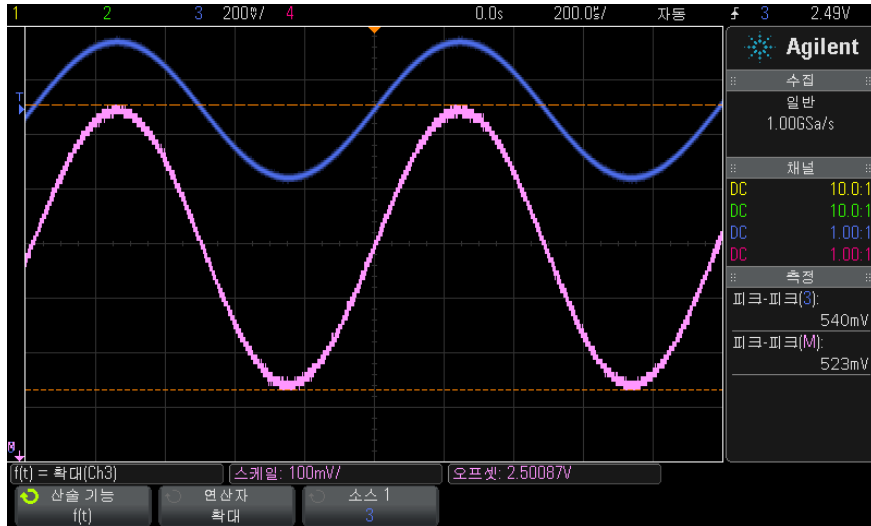 1 2 3 200㎷/ 4 0.0s 200.0㎲/ 자동 3 2.49V
T
Agilent
수집
일반
1.00GSa/s
채널
DC 10.0:1
DC 10.0:1
DC 1.00:1
DC 1.00:1
측정
피크-피크(3):
540mV
피크-피크(M):
523mV
M
f(t) = 확대(Ch3) 스케일: 100mV/ 오프셋: 2.50087V
산술 기능 연산자 소스 1
f(t) 확대 3